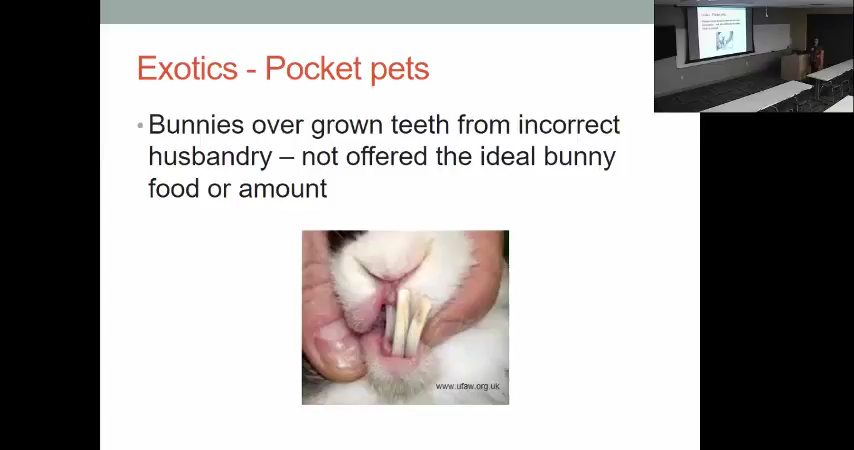 Exotics - Pocket pets
• Bunnies over grown teeth from incorrect
husbandry – not offered the ideal bunny
food or amount
www.ufaw.org.uk